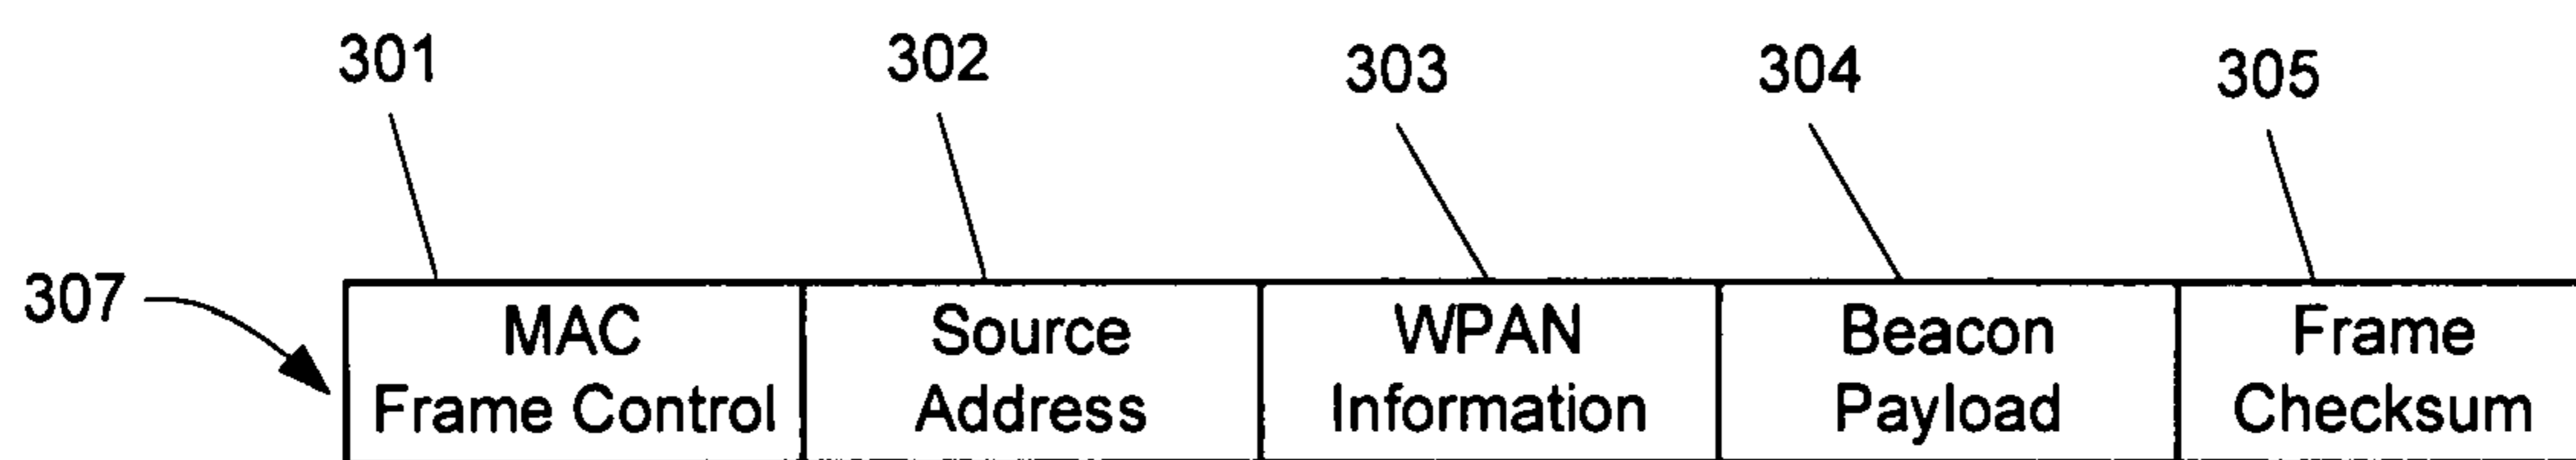 301 302 303 304 305
307
MAC Source WPAN Beacon Frame
Frame Control Address Information Payload Checksum